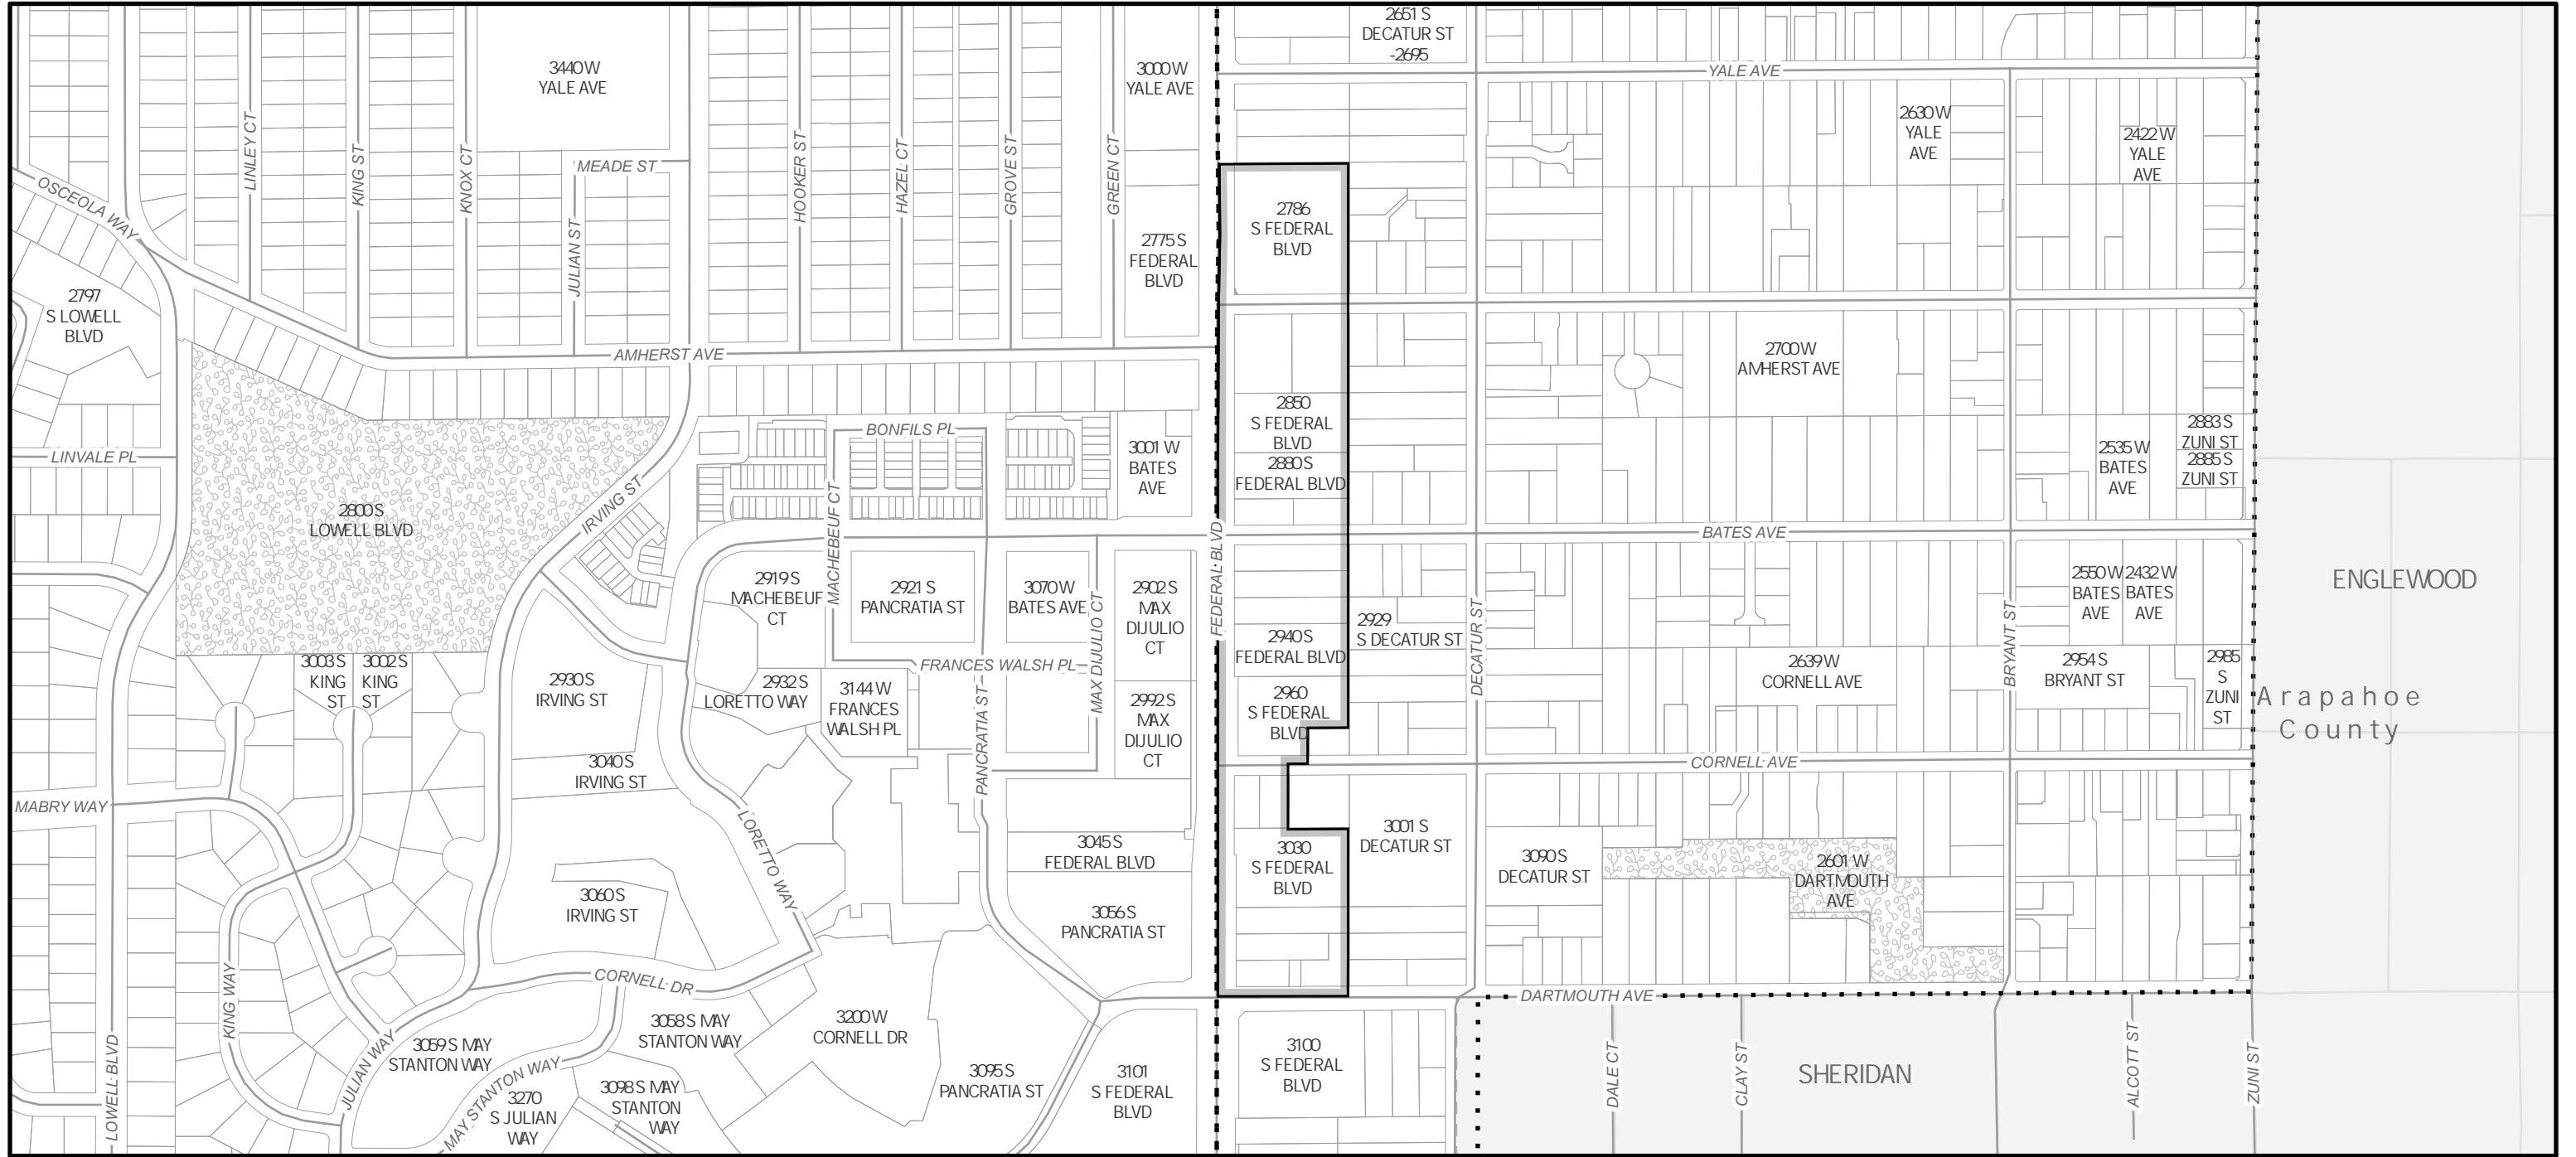 2651 S
DECATUR ST
-2695
3440 W
YALE AVE
3000 W
YALE AVE
YALE AVE
2630 W
YALE
AVE
2422 W
YALE
AVE
LINLEY CT
KING ST
KNOX CT
MEADE ST
JULIAN ST
HOOKER ST
HAZEL CT
GROVE ST
GREEN CT
OSCEOLA WAY
2786
S FEDERAL
BLVD
2775 S
FEDERAL
BLVD
2797
S LOWELL
BLVD
AMHERST AVE
2700 W
AMHERST AVE
2850
S FEDERAL
BLVD
2880 S
FEDERAL BLVD
BONFILS PL
3001 W
BATES
AVE
2883 S
ZUNI ST
2885 S
ZUNI ST
2535 W
BATES
AVE
LINVALE PL
2800 S
LOWELL BLVD
IRVING ST
MACHEBEUF CT
FEDERAL BLVD
BATES AVE
2919 S
MACHEBEUF
CT
2921 S
PANCRATIA ST
3070 W
BATES AVE
MAX DIJULIO CT
2902 S
MAX
DIJULIO
CT
2929
S DECATUR ST
DECATUR ST
BRYANT ST
2550 W
BATES
AVE
2432 W
BATES
AVE
ENGLEWOOD
2940 S
FEDERAL BLVD
3003 S
KING
ST
3002 S
KING
ST
2930 S
IRVING ST
2932 S
LORETTO WAY
3144 W
FRANCES
WALSH PL
FRANCES WALSH PL
PANCRATIA ST
2992 S
MAX
DIJULIO
CT
2960
S FEDERAL
BLVD
2639 W
CORNELL AVE
2954 S
BRYANT ST
2985
S
ZUNI
ST
Arapahoe
County
3040 S
IRVING ST
CORNELL AVE
MABRY WAY
LORETTO WAY
3045 S
FEDERAL BLVD
3030
S FEDERAL
BLVD
3001 S
DECATUR ST
3090 S
DECATUR ST
2601 W
DARTMOUTH
AVE
3060 S
IRVING ST
3056 S
PANCRATIA ST
KING WAY
CORNELL DR
DARTMOUTH AVE
LOWELL BLVD
JULIAN WAY
3059 S MAY
STANTON WAY
3058 S MAY
STANTON WAY
3200 W
CORNELL DR
3095 S
PANCRATIA ST
3101
S FEDERAL
BLVD
3100
S FEDERAL
BLVD
MAY STANTON WAY
3270
S JULIAN
WAY
3098 S MAY
STANTON
WAY
DALE CT
CLAY ST
SHERIDAN
ALCOTT ST
ZUNI ST